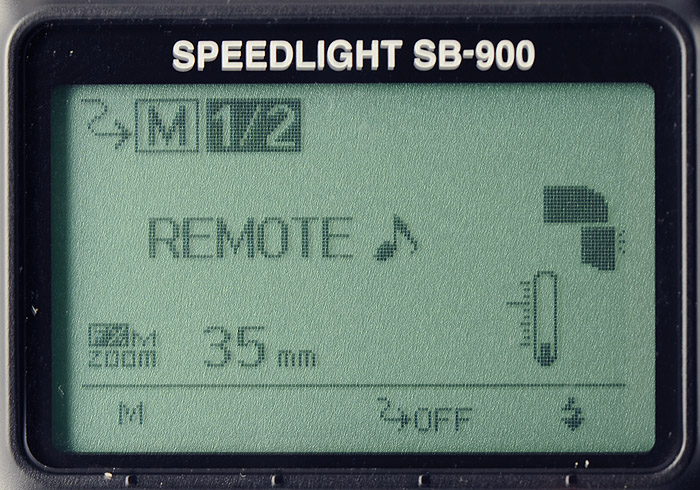 SPEEDLIGHT SB-900
M 1/2
REMOTE
M
ZOOM 35 mm
M OFF